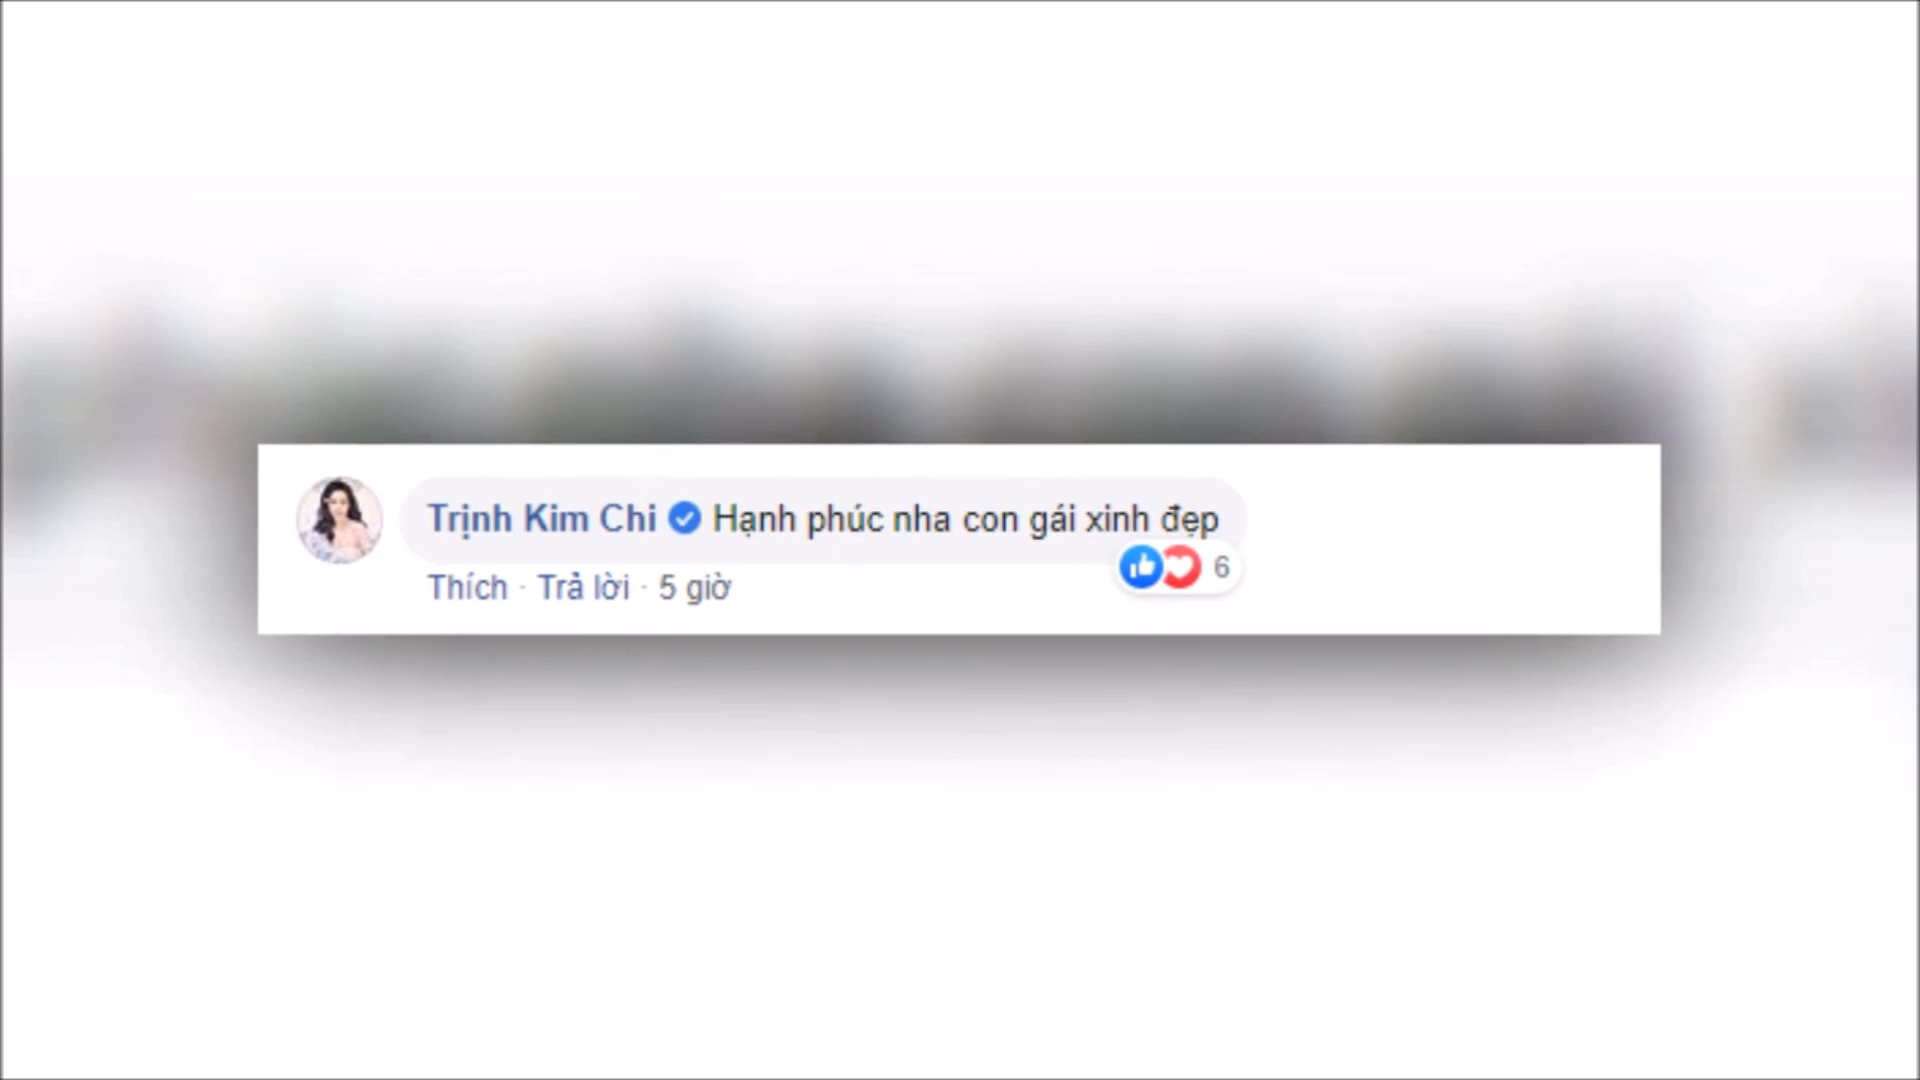 Trịnh Kim Chi Hạnh phúc nha con gái xinh đẹp
6
Thích · Trả lời · 5 giờ